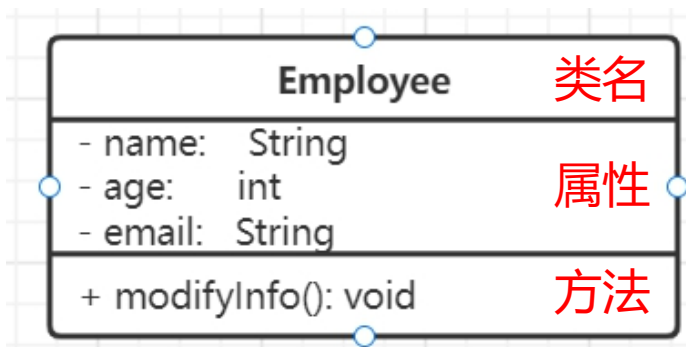 Employee 类名
- name: String
- age: int 属性
- email: String
+ modifyInfo(): void 方法